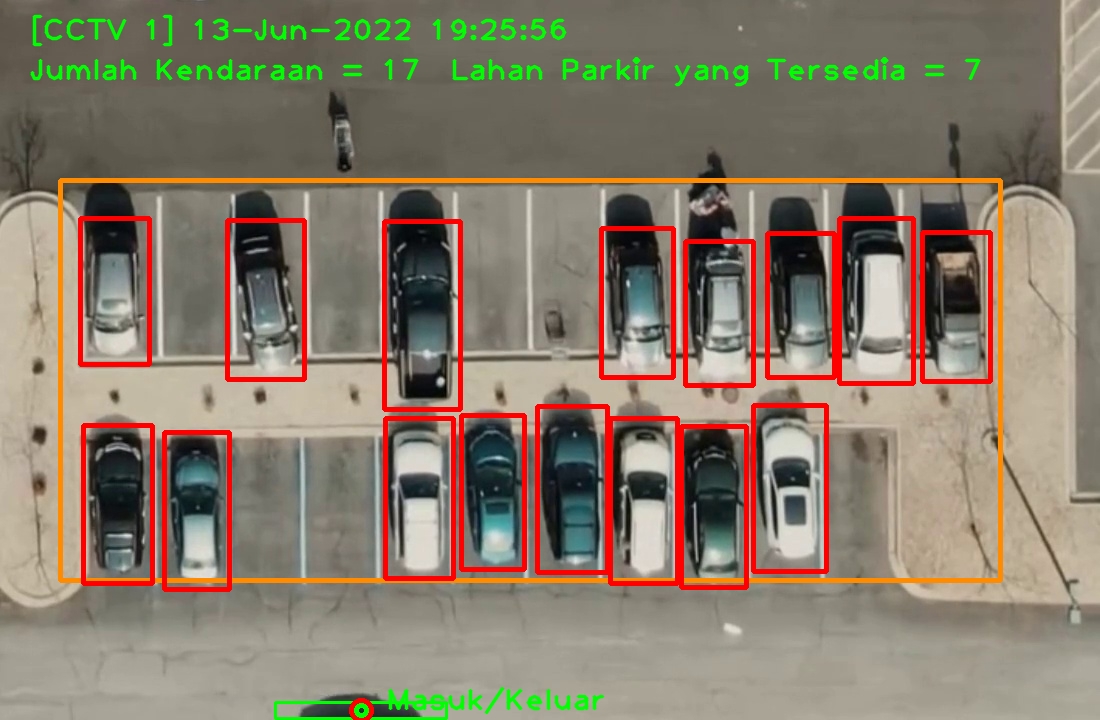 [CCTV 1] 13-Jun-2022 19:25:56
Jumlah Kendaraan = 17 Lahan Parkir yang Tersedia = 7
Masuk/Keluar